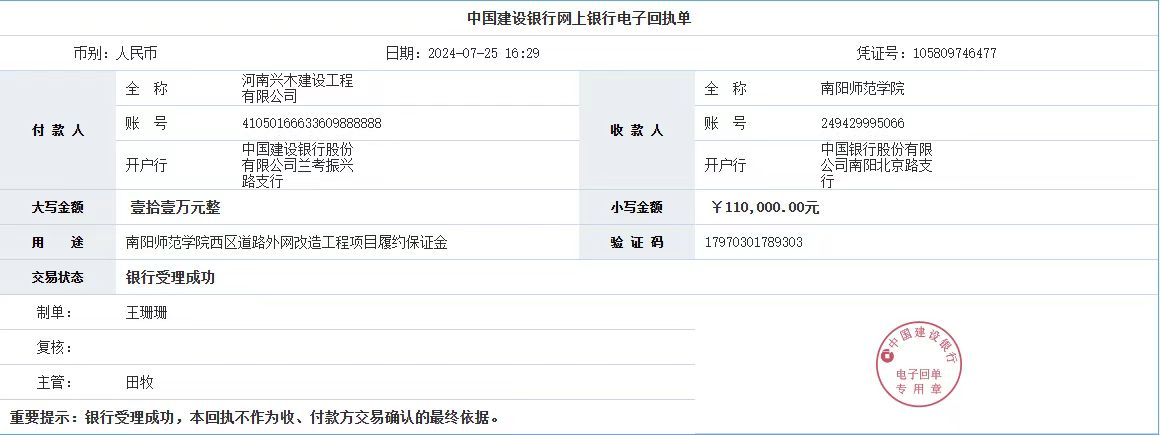 中国建设银行网上银行电子回执单
币别：人民币 日期：2024-07-25 16:29 凭证号：105809746477
付款人
全 称 河南兴木建设工程
有限公司
账 号 41050166633609888888
开户行 中国建设银行股份
有限公司兰考振兴
路支行
收款人
全 称 南阳师范学院
账 号 249429995066
开户行 中国银行股份有限
公司南阳北京路支
行
大写金额 壹拾壹万元整 小写金额 ￥110,000.00元
用 途 南阳师范学院西区道路外网改造工程项目履约保证金 验证码 17970301789303
交易状态 银行受理成功
制单： 王珊珊
复核：
主管： 田牧
中国建设银行
电子回单
专用章
重要提示：银行受理成功，本回执不作为收、付款方交易确认的最终依据。